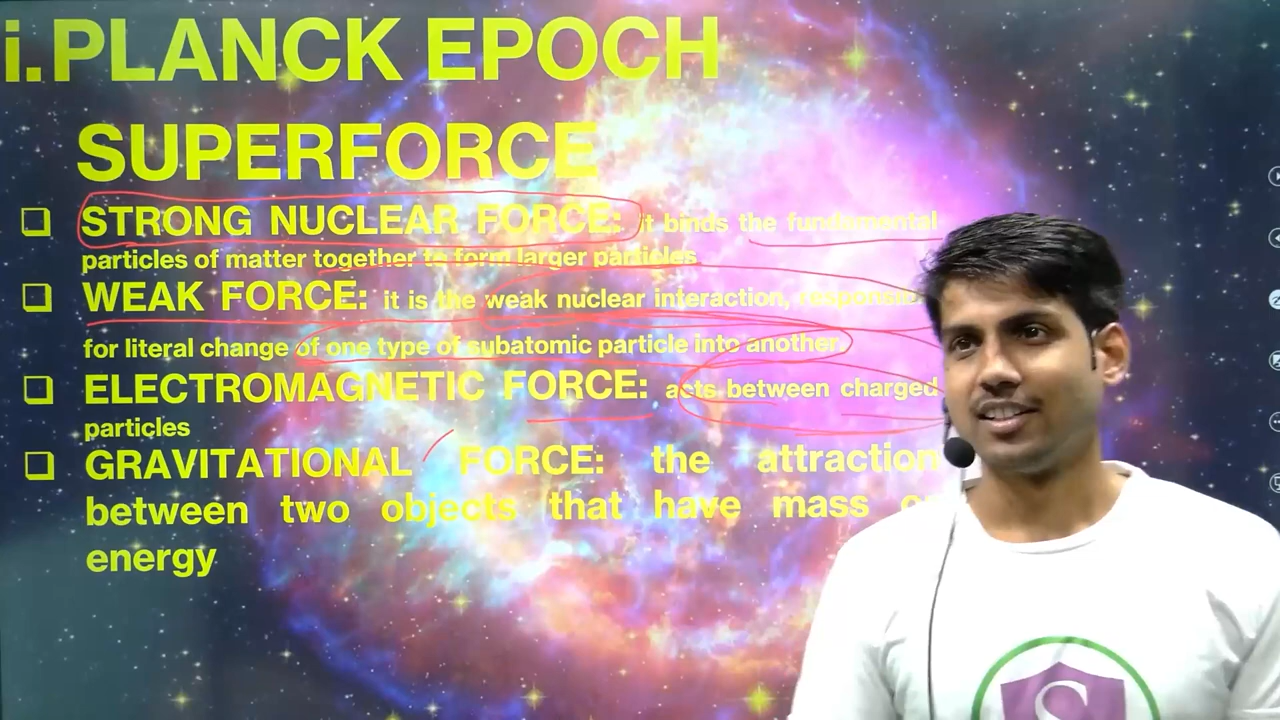 i. PLANCK EPOCH
SUPERFORCE
❑ STRONG NUCLEAR FORCE: it binds the fundamental
particles of matter together to form larger particles
❑ WEAK FORCE: it is the weak nuclear interaction,
for literal change of one type of subatomic particle into another.
❑ ELECTROMAGNETIC FORCE: acts between charged
particles
❑ GRAVITATIONAL FORCE: the attraction
between two objects that have mass
energy
S